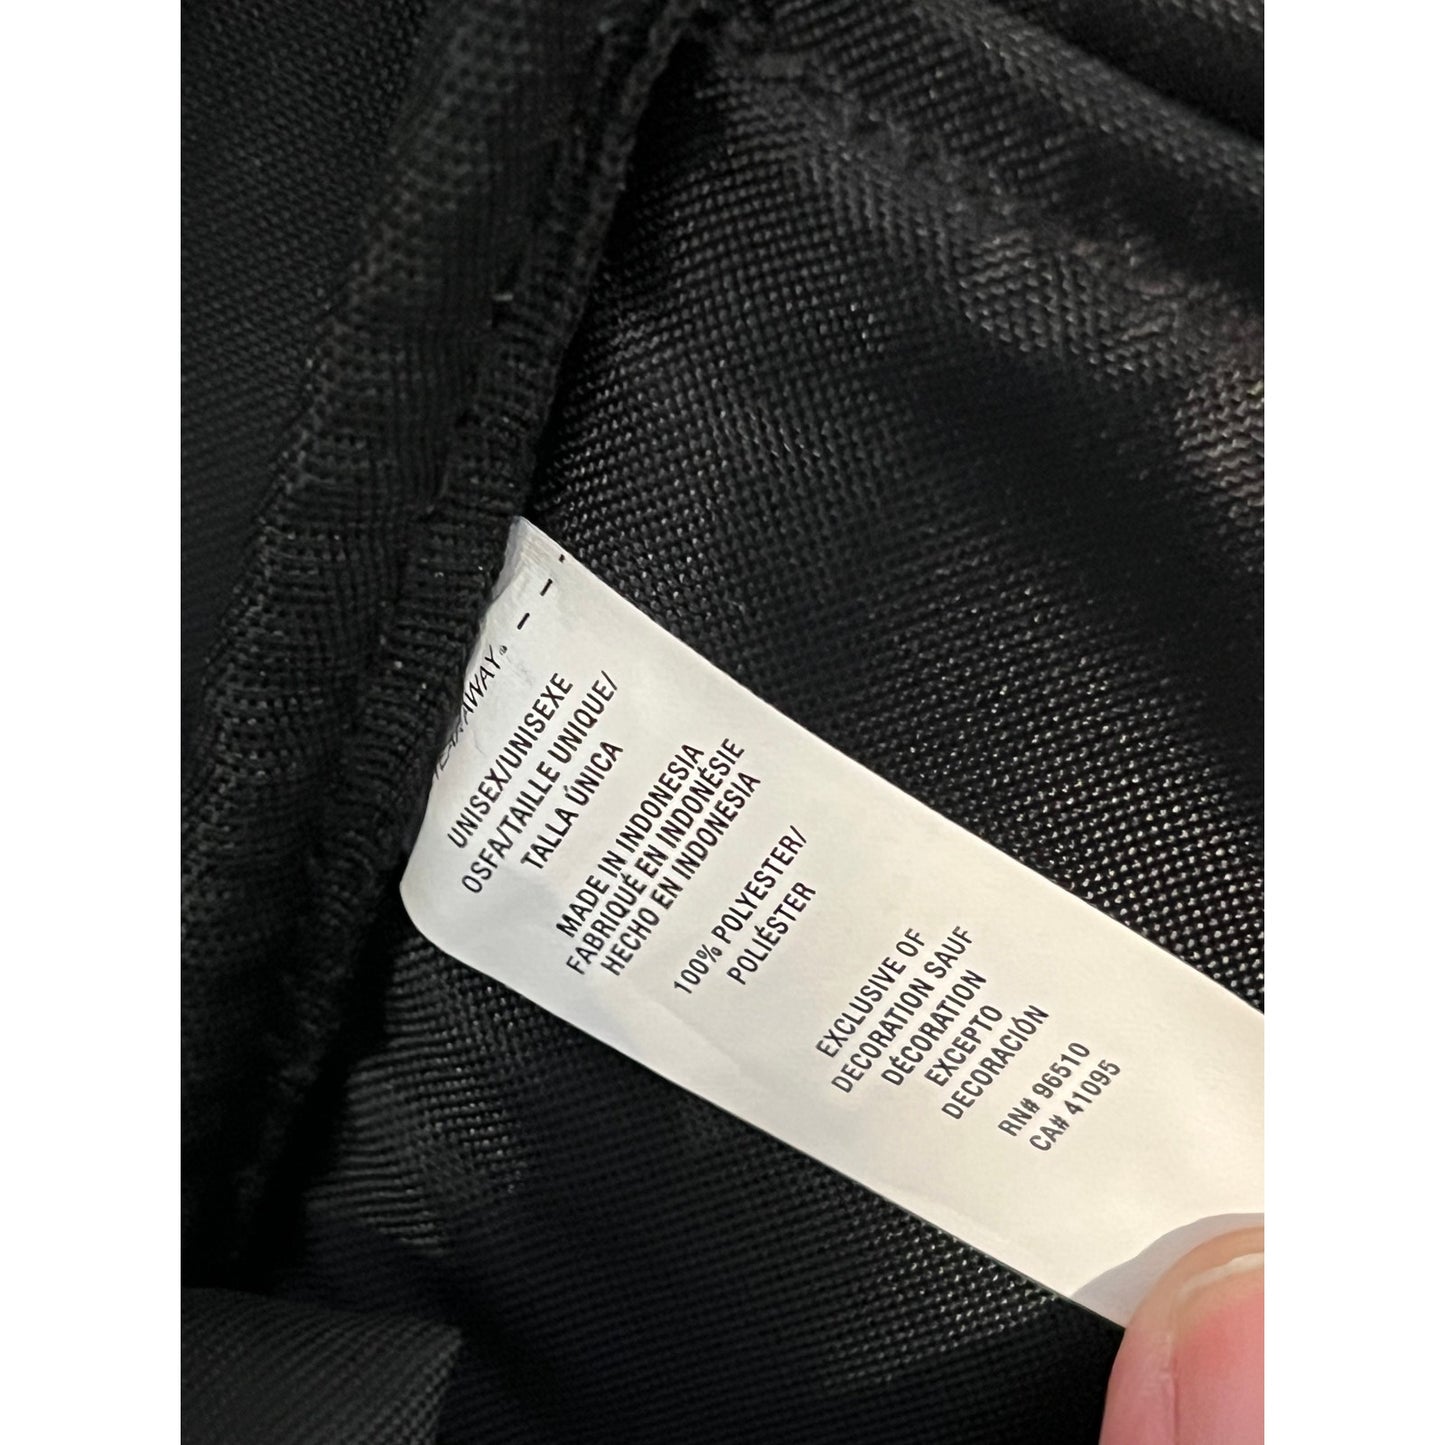 TEARAWAY®
UNISEX/UNISEXE
OSFA/TAILLE UNIQUE/
TALLA ÚNICA
MADE IN INDONESIA
FABRIQUÉ EN INDONÉSIE
HECHO EN INDONESIA
100% POLYESTER/
POLIÉSTER
EXCLUSIVE OF
DECORATION SAUF
DÉCORATION
EXCEPTO
DECORACIÓN
RN# 96510
CA# 41095